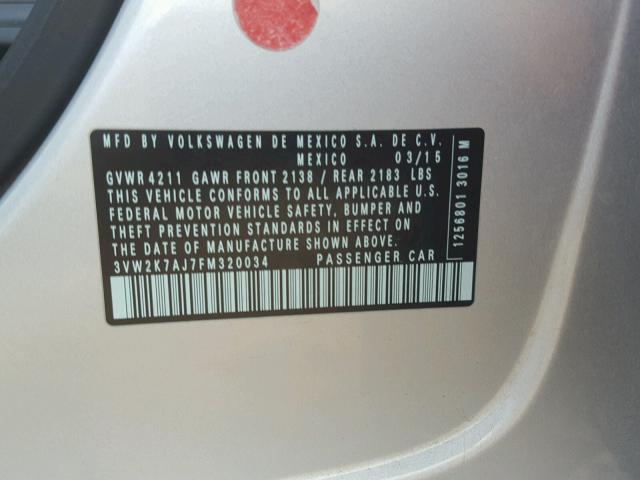 MFD BY VOLKSWAGEN DE MEXICO S.A. DE C.V.
MEXICO 03/15
GVWR 4211 GAWR FRONT 2138 / REAR 2183 LBS
THIS VEHICLE CONFORMS TO ALL APPLICABLE U.S.
FEDERAL MOTOR VEHICLE SAFETY, BUMPER AND
THEFT PREVENTION STANDARDS IN EFFECT ON
THE DATE OF MANUFACTURE SHOWN ABOVE.
3VW2K7AJ7FM320034 PASSENGER CAR
1256801 3016 M